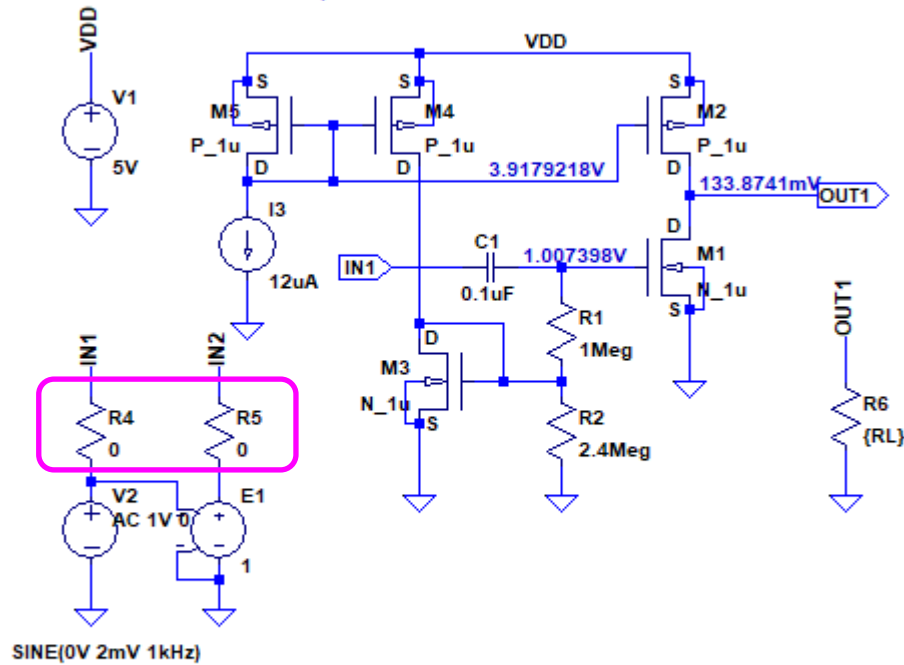 VDD
VDD
V1
5V
S
M5
P_1u
D
S
M4
P_1u
D
S
M2
P_1u
D
3.9179218V
133.8741mV
OUT1
I3
12uA
IN1
C1
0.1uF
1.007398V
D
M1
N_1u
S
R1
1Meg
D
M3
N_1u
S
R2
2.4Meg
OUT1
R6
{RL}
IN1
IN2
R4
0
R5
0
V2
AC 1V 0
E1
1
SINE(0V 2mV 1kHz)